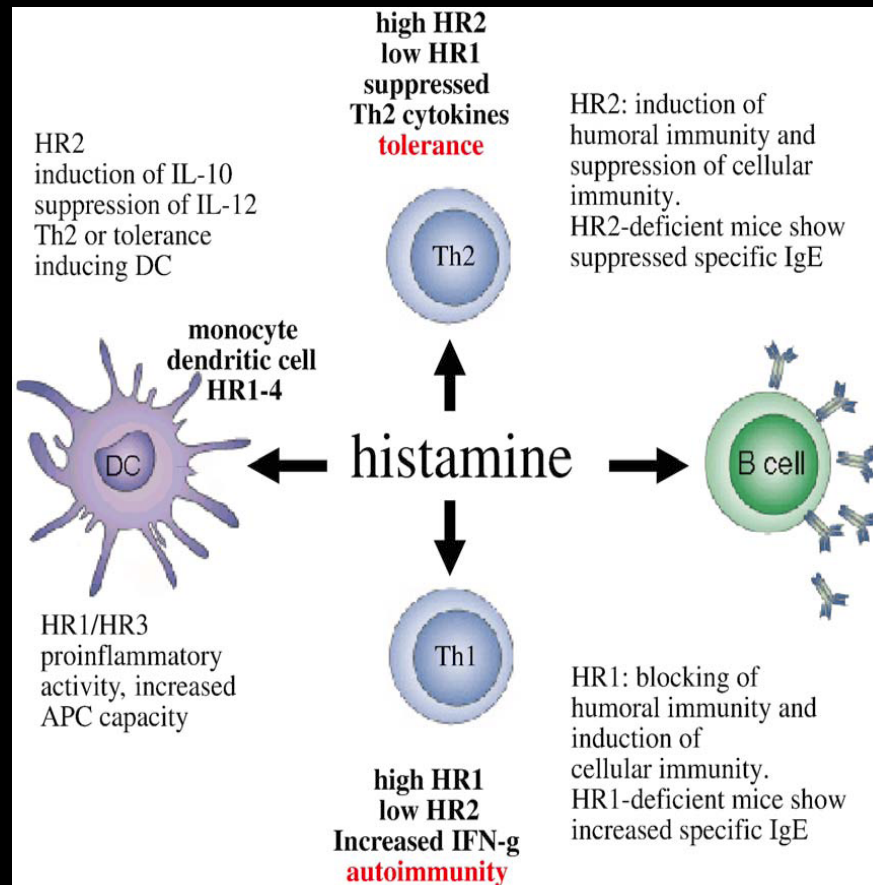 high HR2
low HR1
suppressed
Th2 cytokines
tolerance
HR2
induction of IL-10
suppression of IL-12
Th2 or tolerance
inducing DC
HR2: induction of
humoral immunity and
suppression of cellular
immunity.
HR2-deficient mice show
suppressed specific IgE
Th2
monocyte
dendritic cell
HR1-4
DC
histamine
B cell
HR1/HR3
proinflammatory
activity, increased
APC capacity
Th1
HR1: blocking of
humoral immunity and
induction of
cellular immunity.
HR1-deficient mice show
increased specific IgE
high HR1
low HR2
Increased IFN-g
autoimmunity